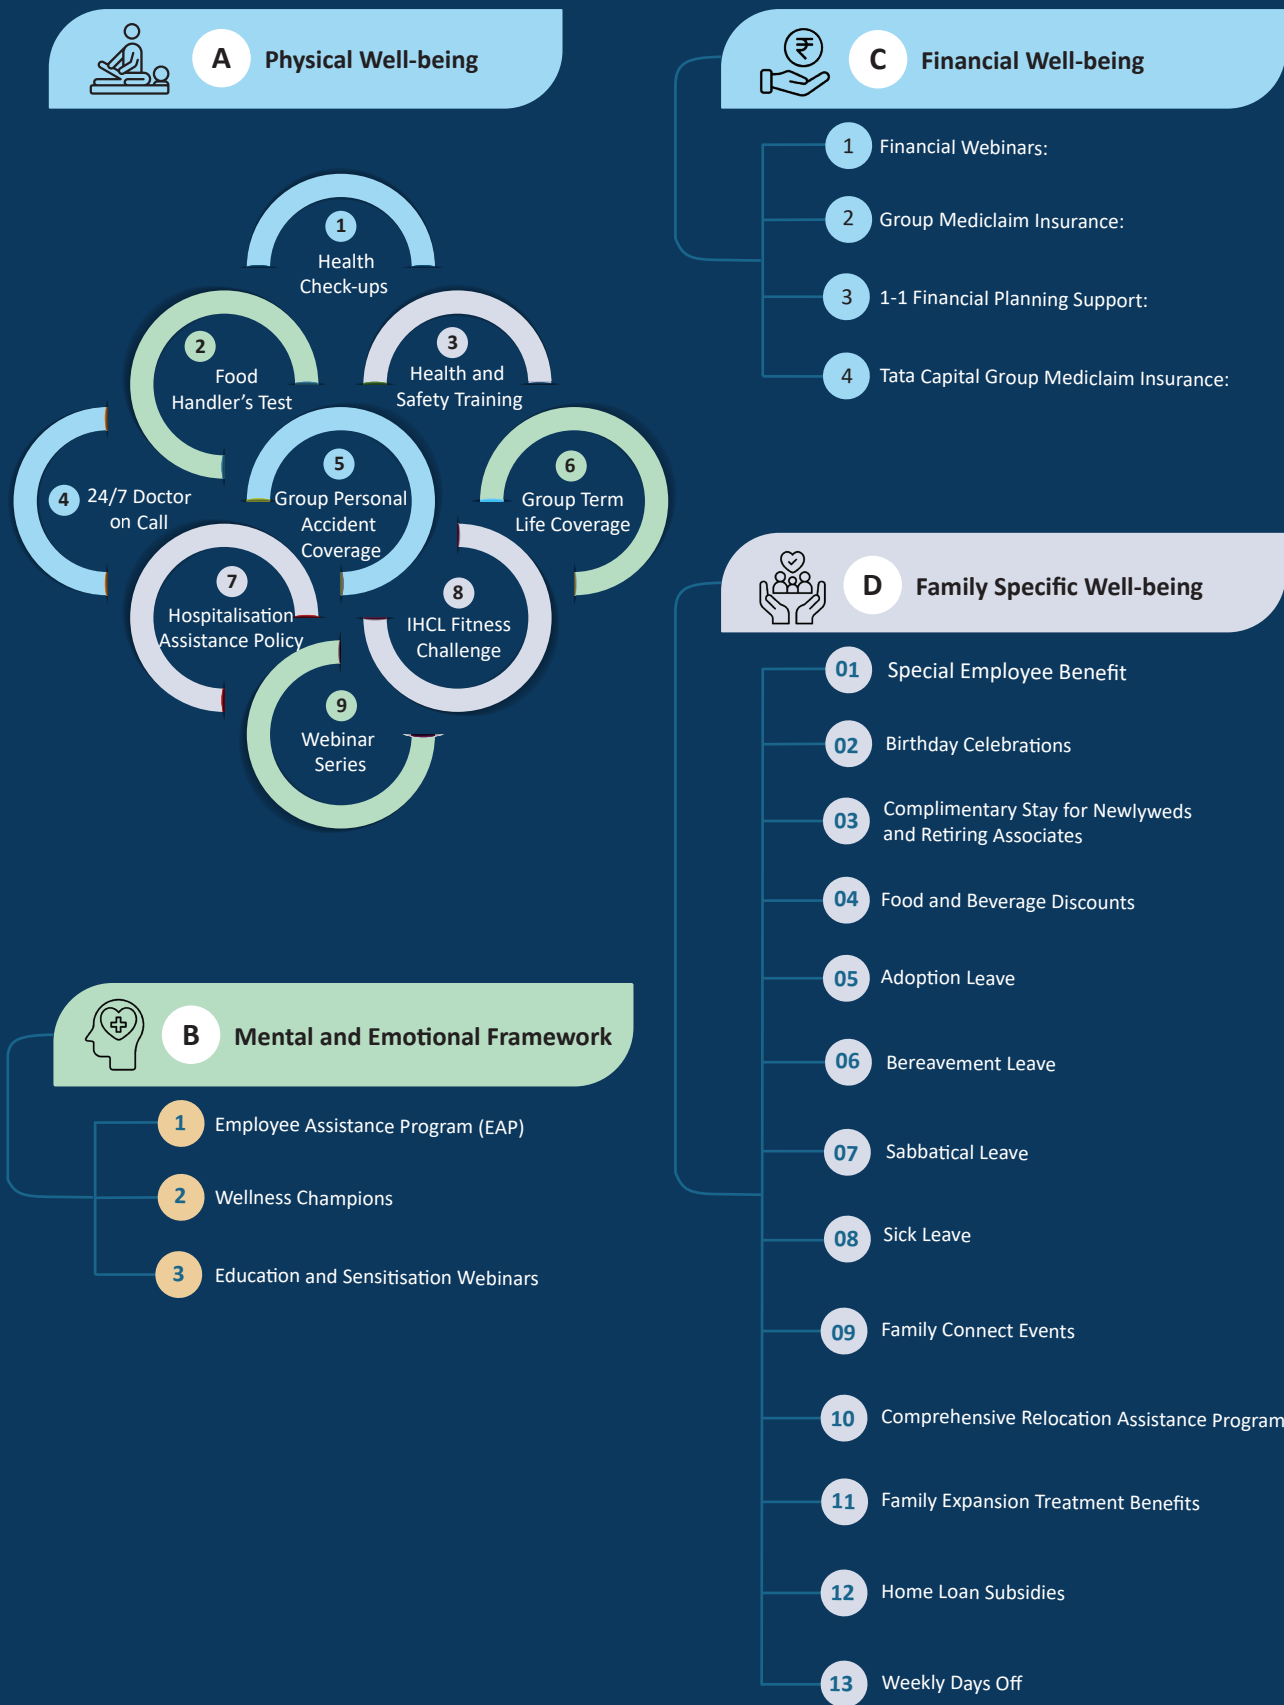 A
Physical Well-being
1
Health
Check-ups
2
Food
Handler's Test
3
Health and
Safety Training
4
24/7 Doctor
on Call
5
Group Personal
Accident
Coverage
6
Group Term
Life Coverage
7
Hospitalisation
Assistance Policy
8
IHCL Fitness
Challenge
9
Webinar
Series
B
Mental and Emotional Framework
1
Employee Assistance Program (EAP)
2
Wellness Champions
3
Education and Sensitisation Webinars
₹
C
Financial Well-being
1
Financial Webinars:
2
Group Mediclaim Insurance:
3
1-1 Financial Planning Support:
4
Tata Capital Group Mediclaim Insurance:
D
Family Specific Well-being
01
Special Employee Benefit
02
Birthday Celebrations
03
Complimentary Stay for Newlyweds
and Retiring Associates
04
Food and Beverage Discounts
05
Adoption Leave
06
Bereavement Leave
07
Sabbatical Leave
08
Sick Leave
09
Family Connect Events
10
Comprehensive Relocation Assistance Program
11
Family Expansion Treatment Benefits
12
Home Loan Subsidies
13
Weekly Days Off